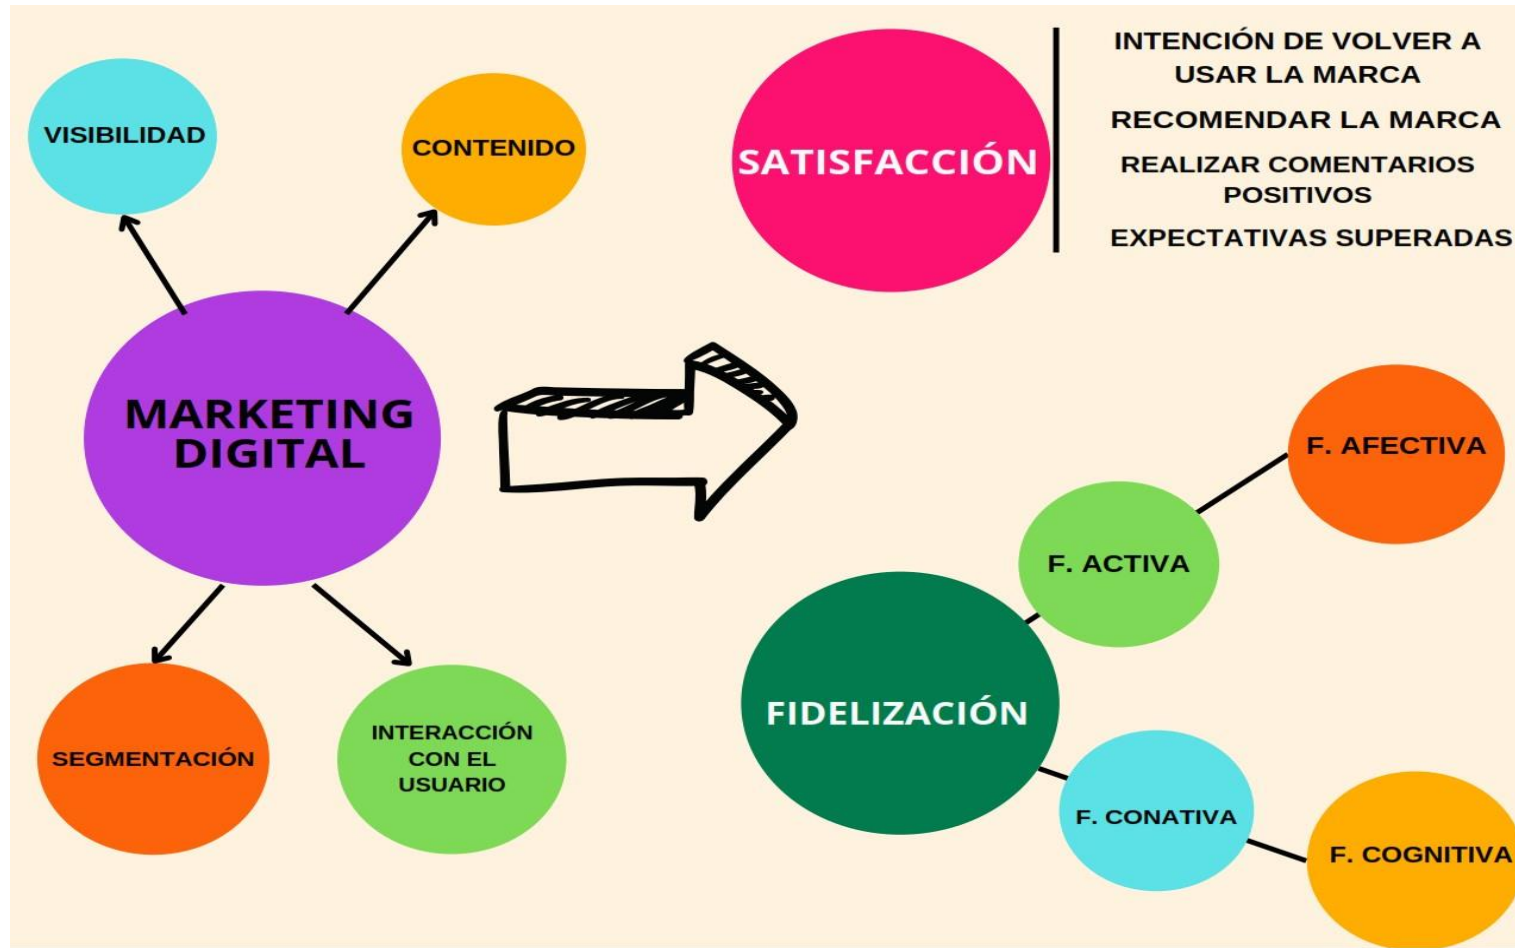 VISIBILIDAD
CONTENIDO
MARKETING
DIGITAL
SEGMENTACIÓN
INTERACCIÓN
CON EL
USUARIO
SATISFACCIÓN
INTENCIÓN DE VOLVER A
USAR LA MARCA
RECOMENDAR LA MARCA
REALIZAR COMENTARIOS
POSITIVOS
EXPECTATIVAS SUPERADAS
FIDELIZACIÓN
F. ACTIVA
F. AFECTIVA
F. CONATIVA
F. COGNITIVA